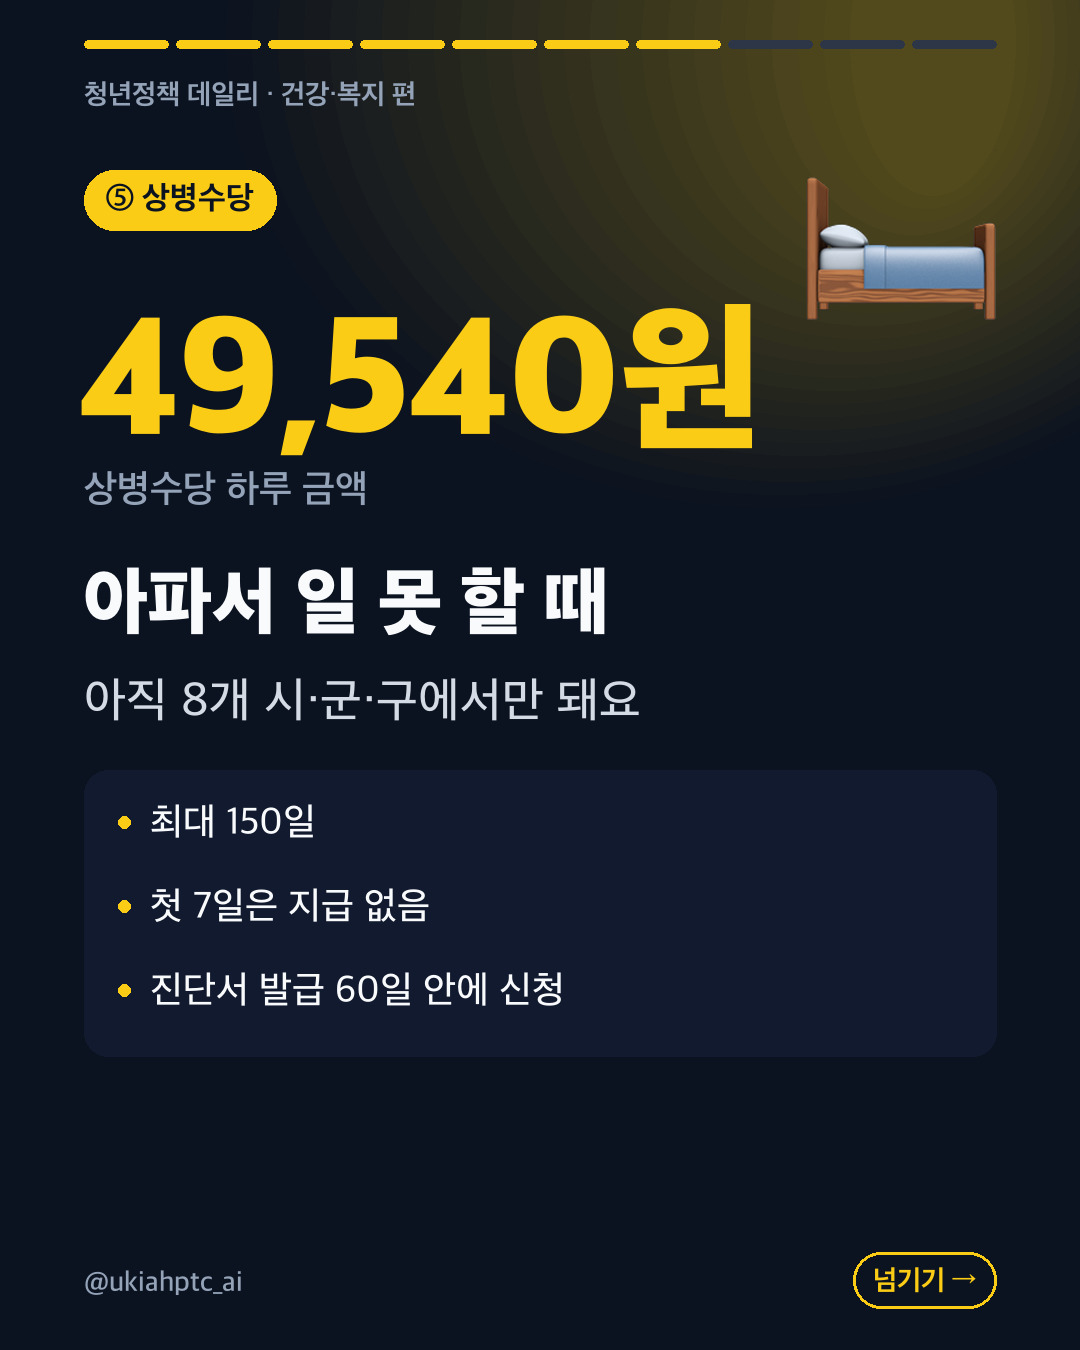 청년정책 데일리 · 건강·복지 편
⑤ 상병수당
49,540원
상병수당 하루 금액
아파서 일 못 할 때
아직 8개 시·군·구에서만 돼요
• 최대 150일
• 첫 7일은 지급 없음
• 진단서 발급 60일 안에 신청
@ukiahptc_ai
넘기기 →